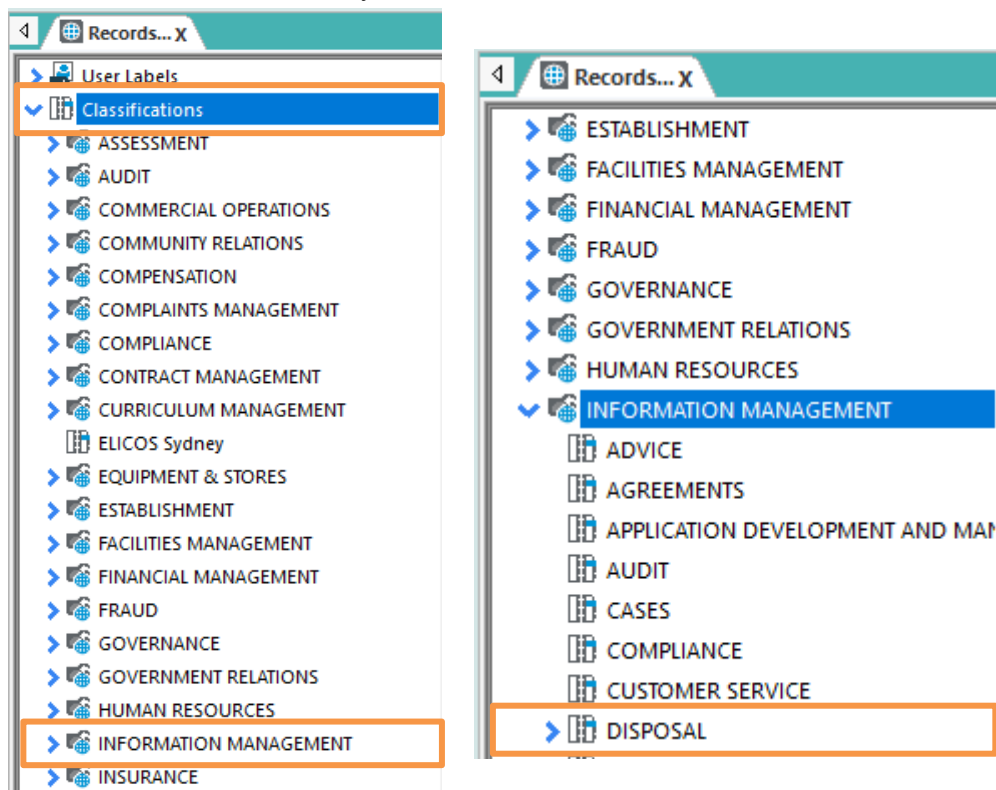 Records... X
User Labels
Classifications
ASSESSMENT
AUDIT
COMMERCIAL OPERATIONS
COMMUNITY RELATIONS
COMPENSATION
COMPLAINTS MANAGEMENT
COMPLIANCE
CONTRACT MANAGEMENT
CURRICULUM MANAGEMENT
ELICOS Sydney
EQUIPMENT & STORES
ESTABLISHMENT
FACILITIES MANAGEMENT
FINANCIAL MANAGEMENT
FRAUD
GOVERNANCE
GOVERNMENT RELATIONS
HUMAN RESOURCES
INFORMATION MANAGEMENT
INSURANCE
Records... X
ESTABLISHMENT
FACILITIES MANAGEMENT
FINANCIAL MANAGEMENT
FRAUD
GOVERNANCE
GOVERNMENT RELATIONS
HUMAN RESOURCES
INFORMATION MANAGEMENT
ADVICE
AGREEMENTS
APPLICATION DEVELOPMENT AND
AUDIT
CASES
COMPLIANCE
CUSTOMER SERVICE
DISPOSAL